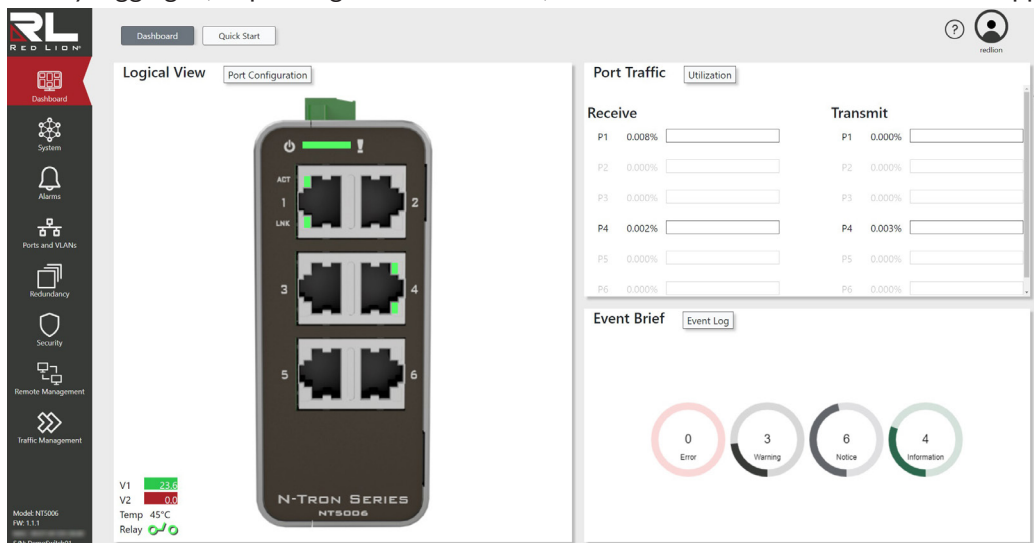 RL
RED LION®
Dashboard
Quick Start
?
redlion
Dashboard
System
Alarms
Ports and VLANs
Redundancy
Security
Remote Management
Traffic Management
Model: NT5006
FW: 1.1.1
Logical View
Port Configuration
ACT
1
LNK
2
3
4
5
6
N-TRON SERIES
NT5006
V1 23.6
V2 0.0
Temp 45°C
Relay
Port Traffic
Utilization
Receive
P1 0.008%
P2 0.000%
P3 0.000%
P4 0.002%
P5 0.000%
P6 0.000%
Transmit
P1 0.000%
P2 0.000%
P3 0.000%
P4 0.003%
P5 0.000%
P6 0.000%
Event Brief
Event Log
0
Error
3
Warning
6
Notice
4
Information